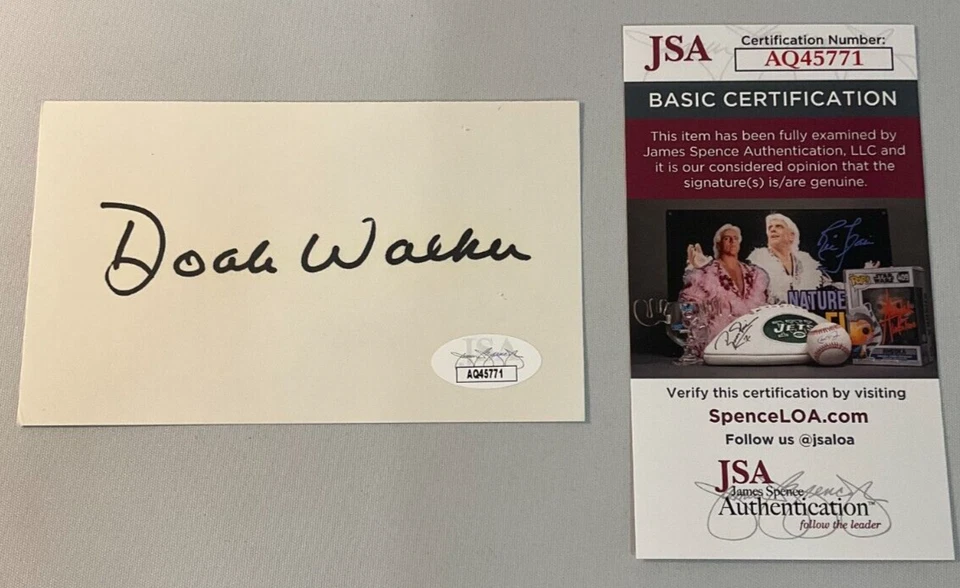 Doak Walker
JSA
AQ45771
JSA
Certification Number:
AQ45771
BASIC CERTIFICATION
This item has been fully examined by
James Spence Authentication, LLC and
it is our considered opinion that the
signature(s) is/are genuine.
NATURE
JETS
Verify this certification by visiting
SpenceLOA.com
Follow us @jsaloa
JSA
James Spence
Authentication™
follow the leader